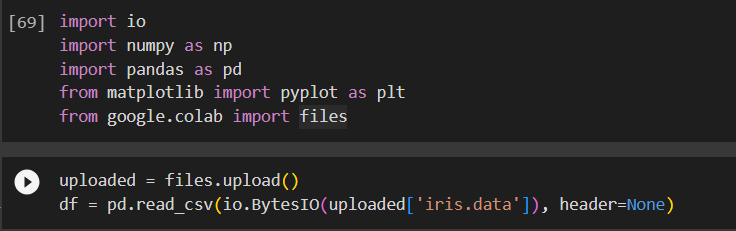 [69] import io
import numpy as np
import pandas as pd
from matplotlib import pyplot as plt
from google.colab import files
uploaded = files.upload()
df = pd.read_csv(io.BytesIO(uploaded['iris.data']), header=None)